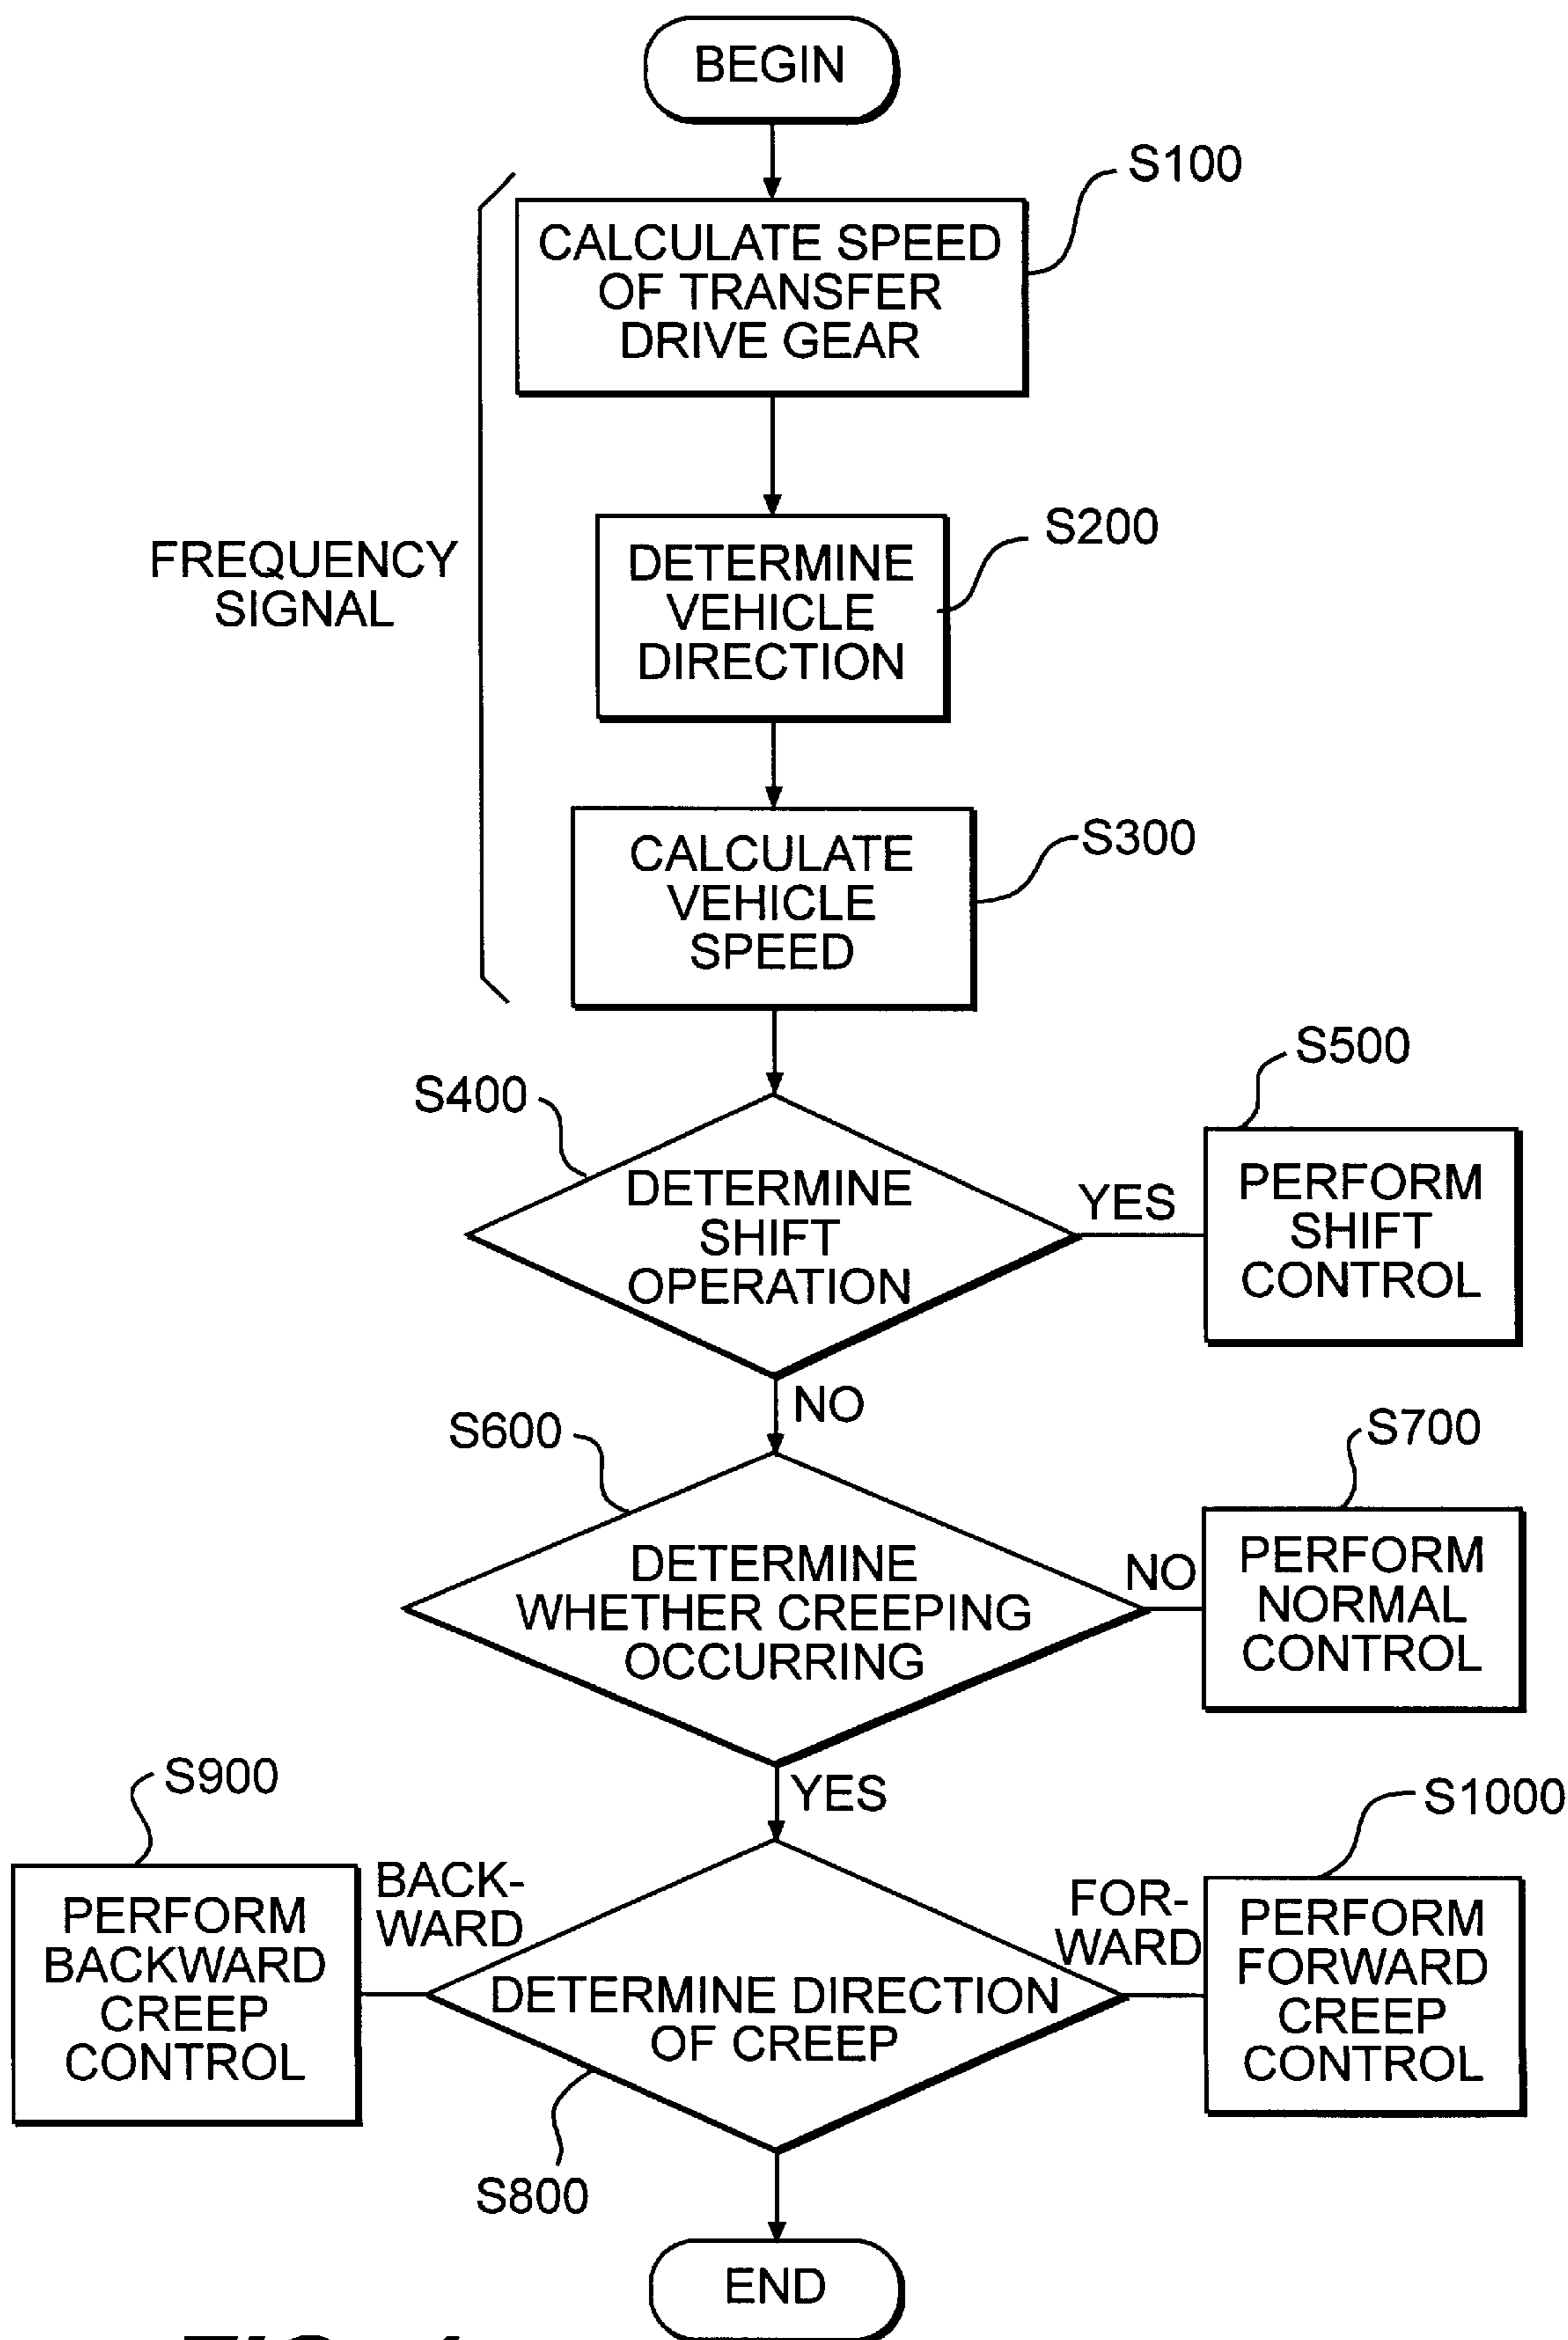 BEGIN
S100
CALCULATE SPEED
OF TRANSFER
DRIVE GEAR
FREQUENCY
SIGNAL
S200
DETERMINE
VEHICLE
DIRECTION
S300
CALCULATE
VEHICLE
SPEED
S400
DETERMINE
SHIFT
OPERATION
YES
S500
PERFORM
SHIFT
CONTROL
NO
S600
DETERMINE
WHETHER CREEPING
OCCURRING
NO
S700
PERFORM
NORMAL
CONTROL
YES
S900
PERFORM
BACKWARD
CREEP
CONTROL
BACK-
WARD
DETERMINE DIRECTION
OF CREEP
FOR-
WARD
S1000
PERFORM
FORWARD
CREEP
CONTROL
S800
END